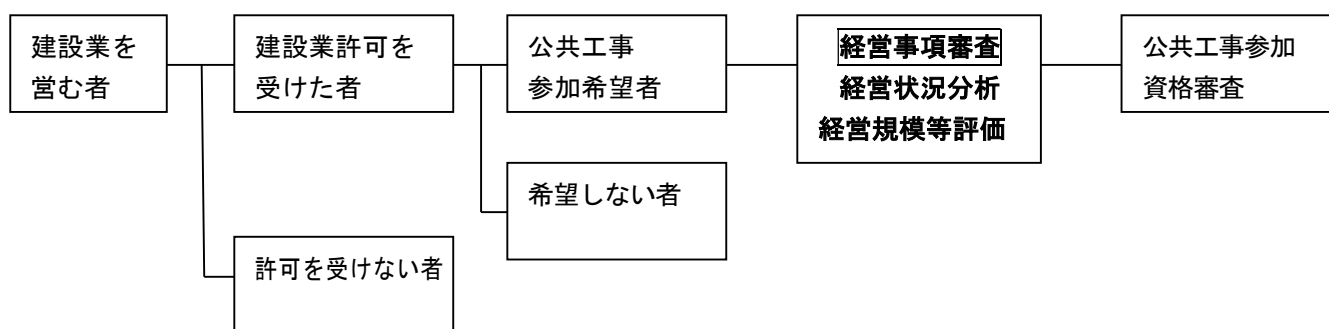 建設業を
営む者
建設業許可を
受けた者
公共工事
参加希望者
経営事項審査
経営状況分析
経営規模等評価
公共工事参加
資格審査
希望しない者
許可を受けない者